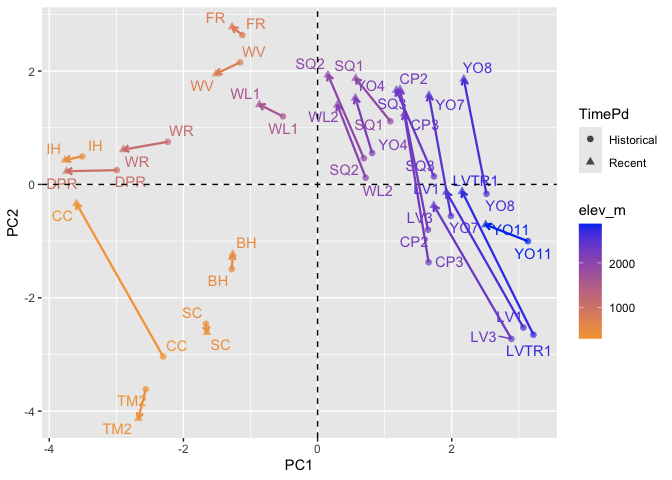 FR FR
WV
WV
SQ2 SQ1
CP2 YO8
YO4
WL1
SQ3 YO7
WL2
WL1
SQ1 CP3
WR
YO4
IH IH
WR
SQ2 SQ3
DRR DPR
LV1 LVTR1
WL2
YO8
CC
LV3
YO7 YO11
BH
CP2
YO11
CP3
BH
LV1
SC
LV3
CC SC
LVTR1
TM2
TM2
2
0
-2
-4
-4 -2 0 2
PC1
PC2
TimePd
Historical
Recent
elev_m
2000
1000